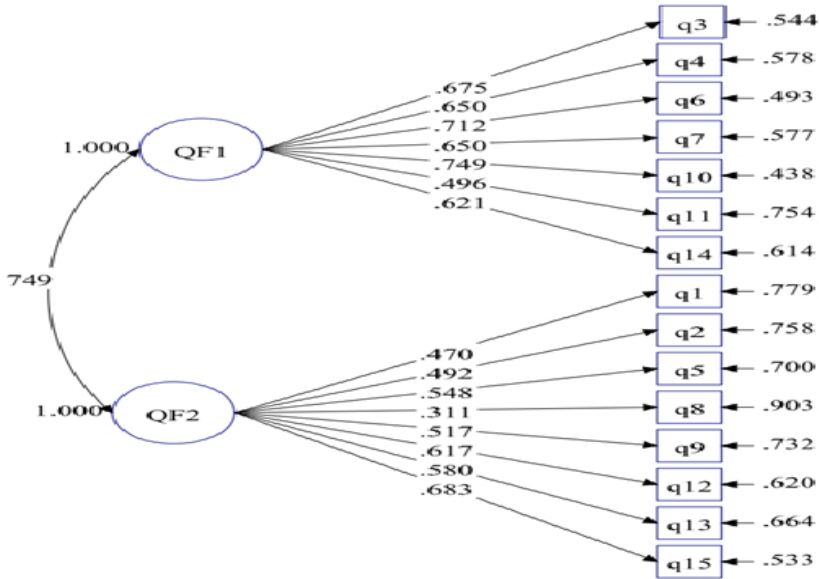 q3 .544
q4 .578
.675
.650
q6 .493
.712
q7 .577
.650
1.000 QF1
.749
q10 .438
.496
.621
q11 .754
q14 .614
749
q1 .779
q2 .758
.470
.492
q5 .700
.548
.311
q8 .903
1.000 QF2
.517
.617
q9 .732
.580
.683
q12 .620
q13 .664
q15 .533